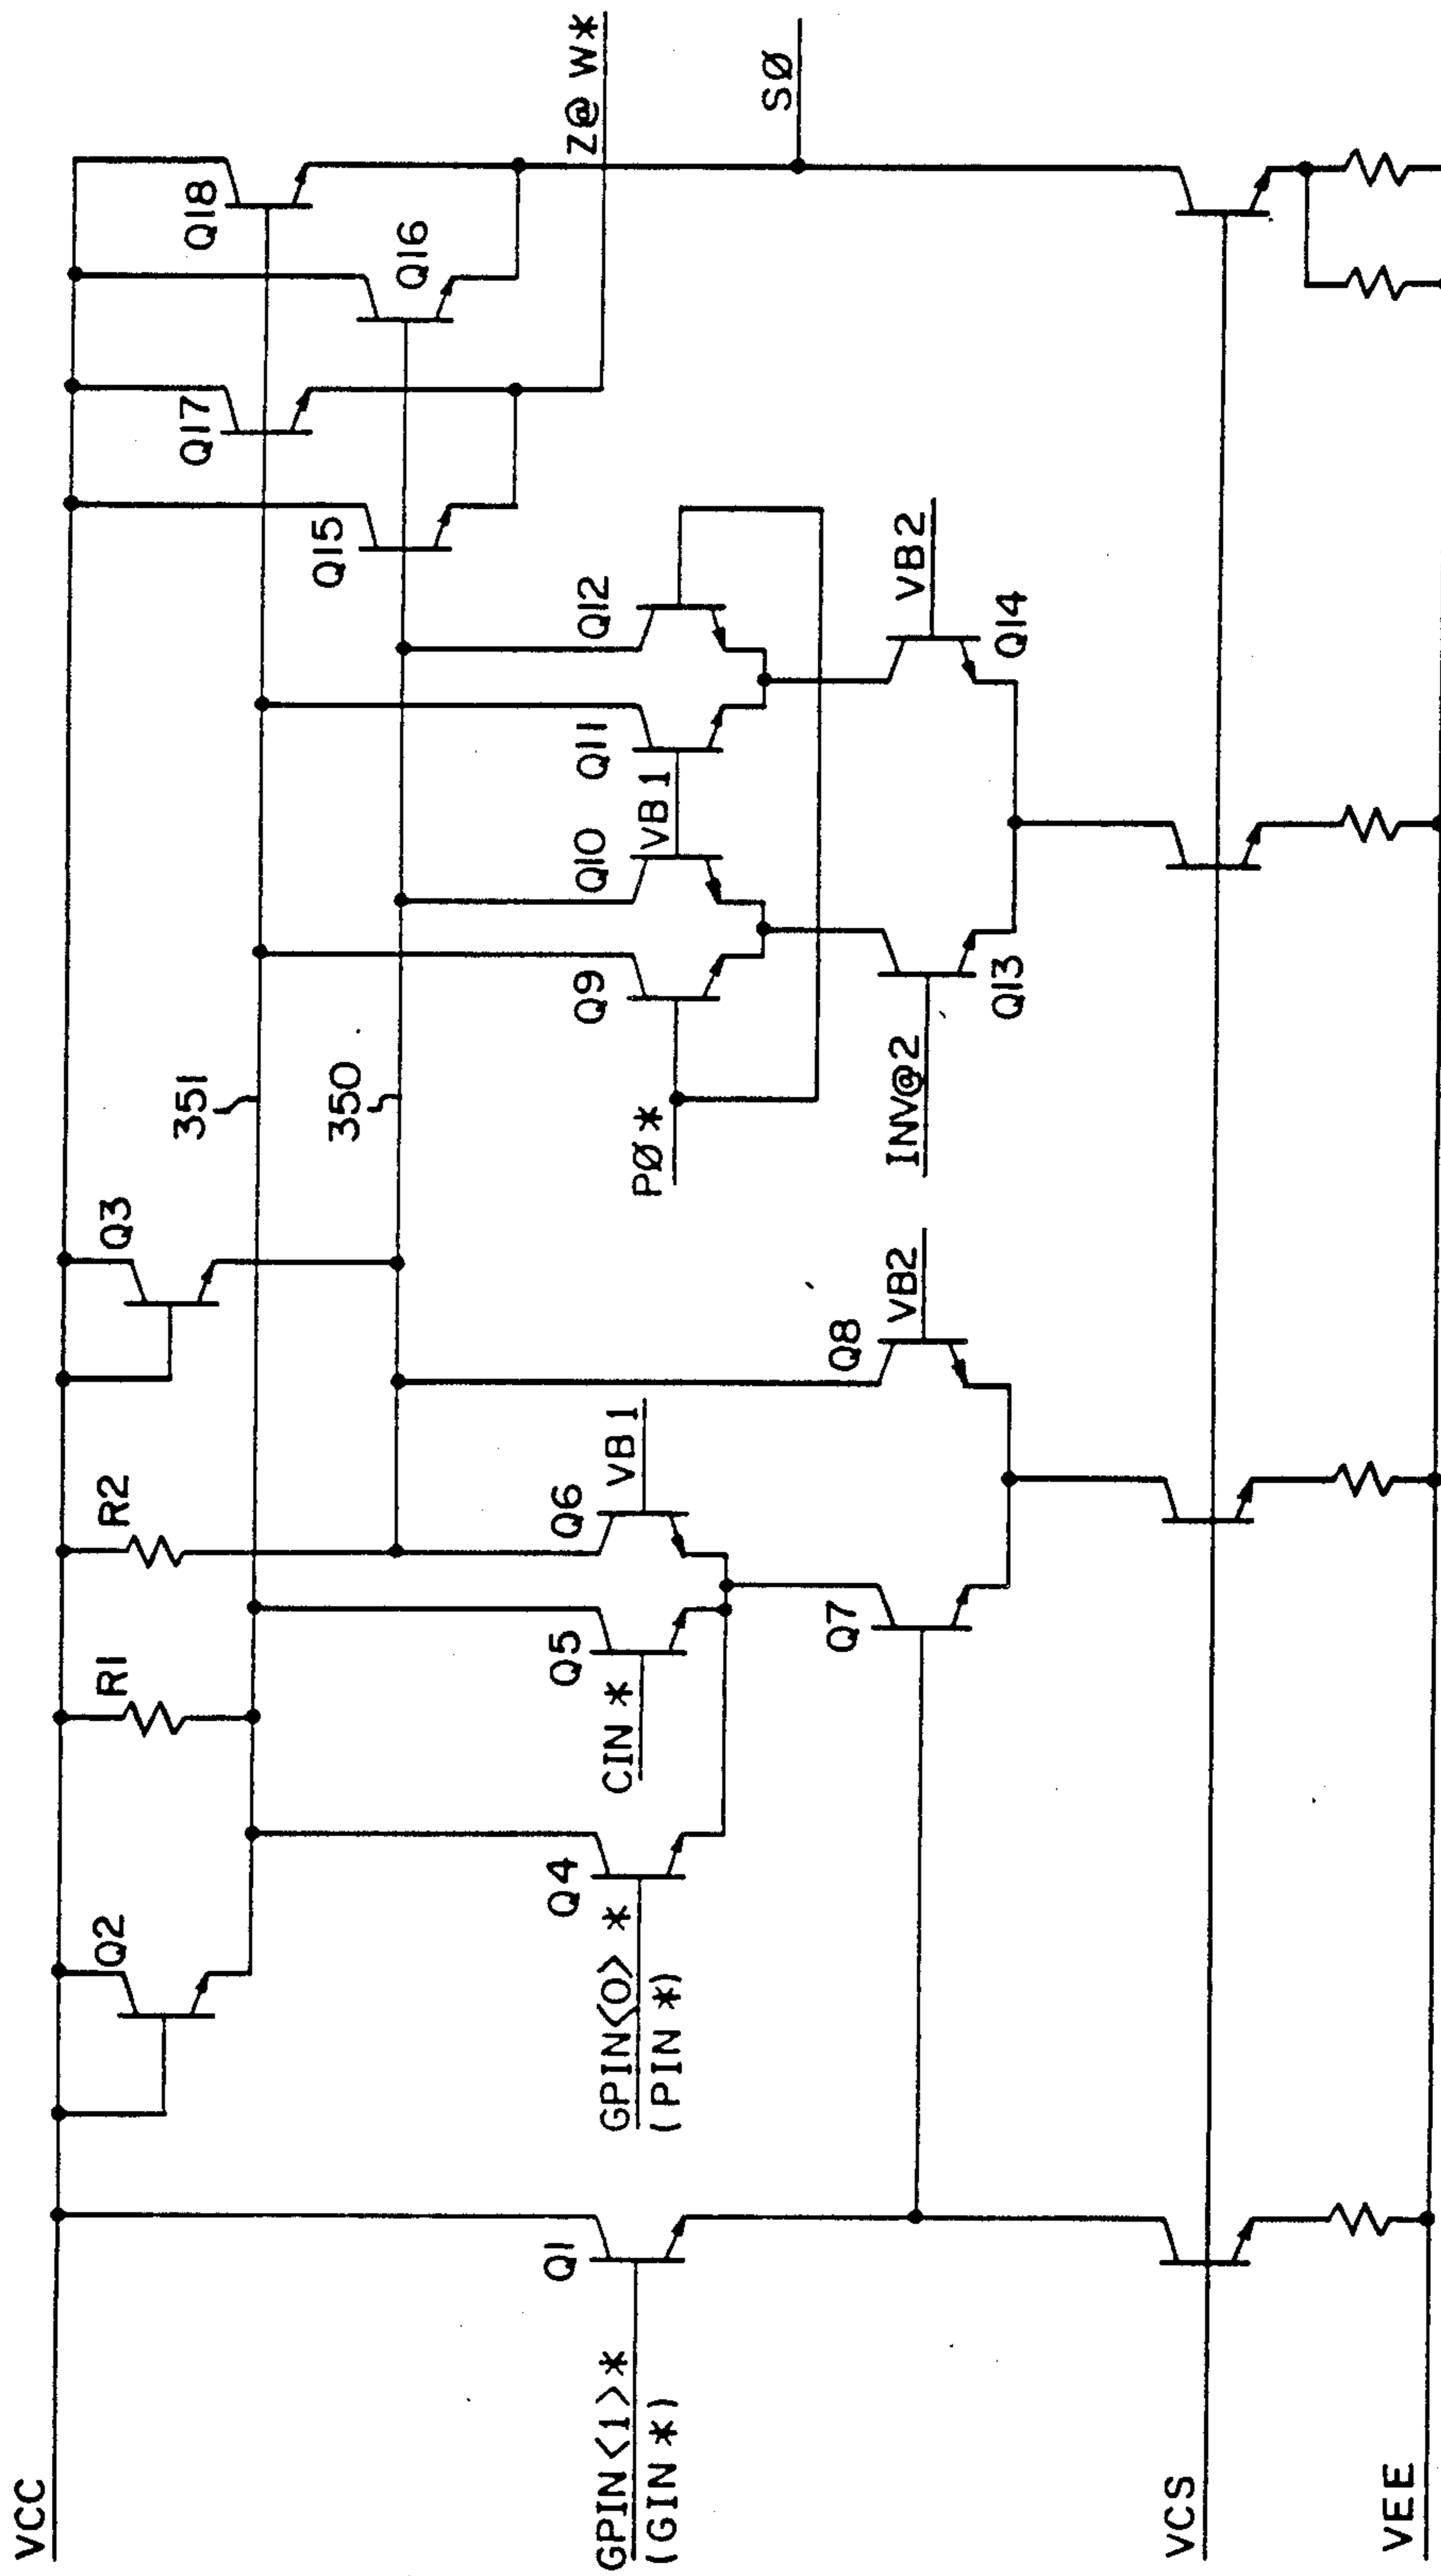 VCC
Q2
R1
R2
Q3
351
350
Q15
Q17
Q16
Q18
Z@ W*
SØ
Q1
GPIN<1>*
(GIN*)
Q4
GPIN<0> *
(PIN *)
Q5
CIN *
Q6
VB1
Q7
Q8
VB2
PØ*
Q9
Q10
VB1
Q11
Q12
INV@2
Q13
Q14
VB2
VCS
VEE